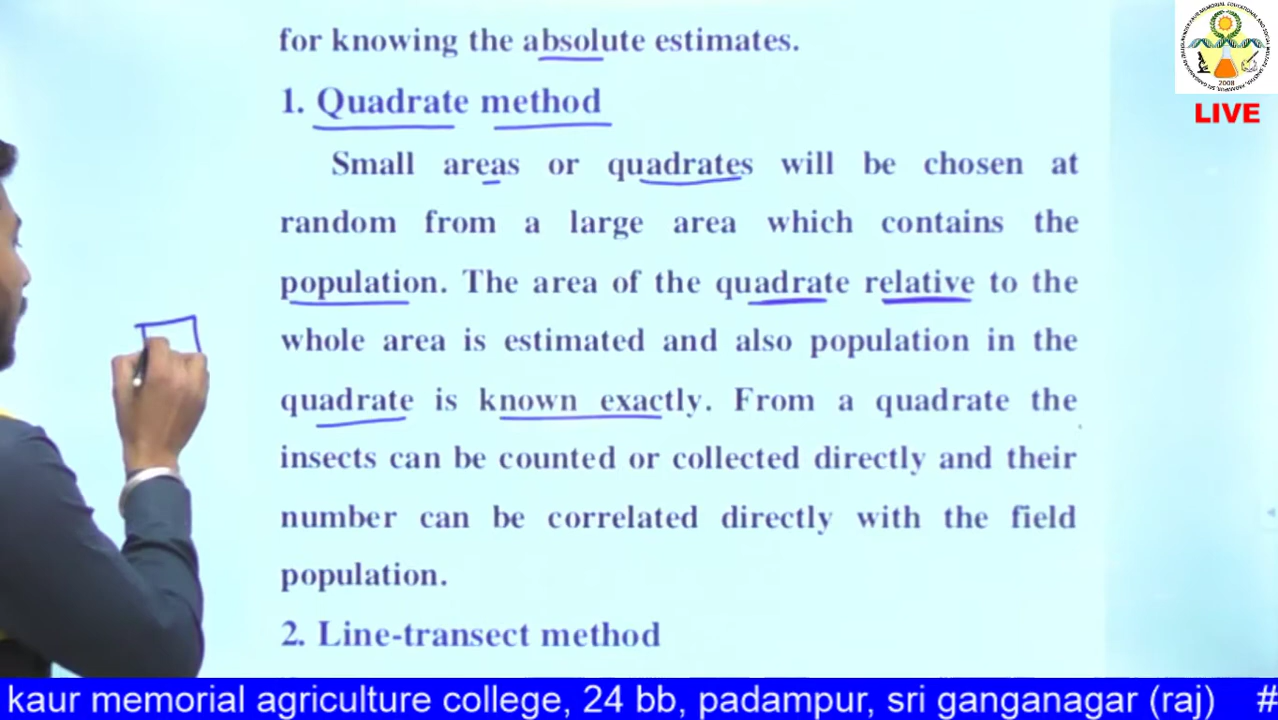 for knowing the absolute estimates.
1. Quadrate method
Small areas or quadrates will be chosen at
random from a large area which contains the
population. The area of the quadrate relative to the
whole area is estimated and also population in the
quadrate is known exactly. From a quadrate the
insects can be counted or collected directly and their
number can be correlated directly with the field
population.
2. Line-transect method
2008
LIVE
kaur memorial agriculture college, 24 bb, padampur, sri ganganagar (raj) #